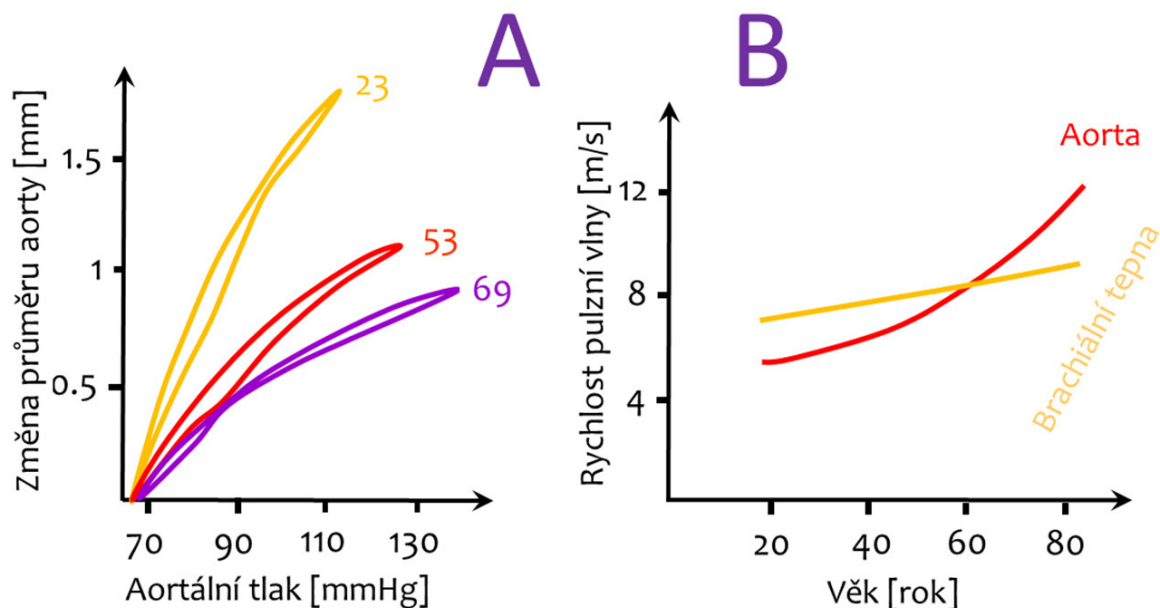 A
Změna průměru aorty [mm]
1.5
1
0.5
23
53
69
70 90 110 130
Aortální tlak [mmHg]
B
Rychlost pulzní vlny [m/s]
12
8
4
Aorta
Brachiální tepna
20 40 60 80
Věk [rok]